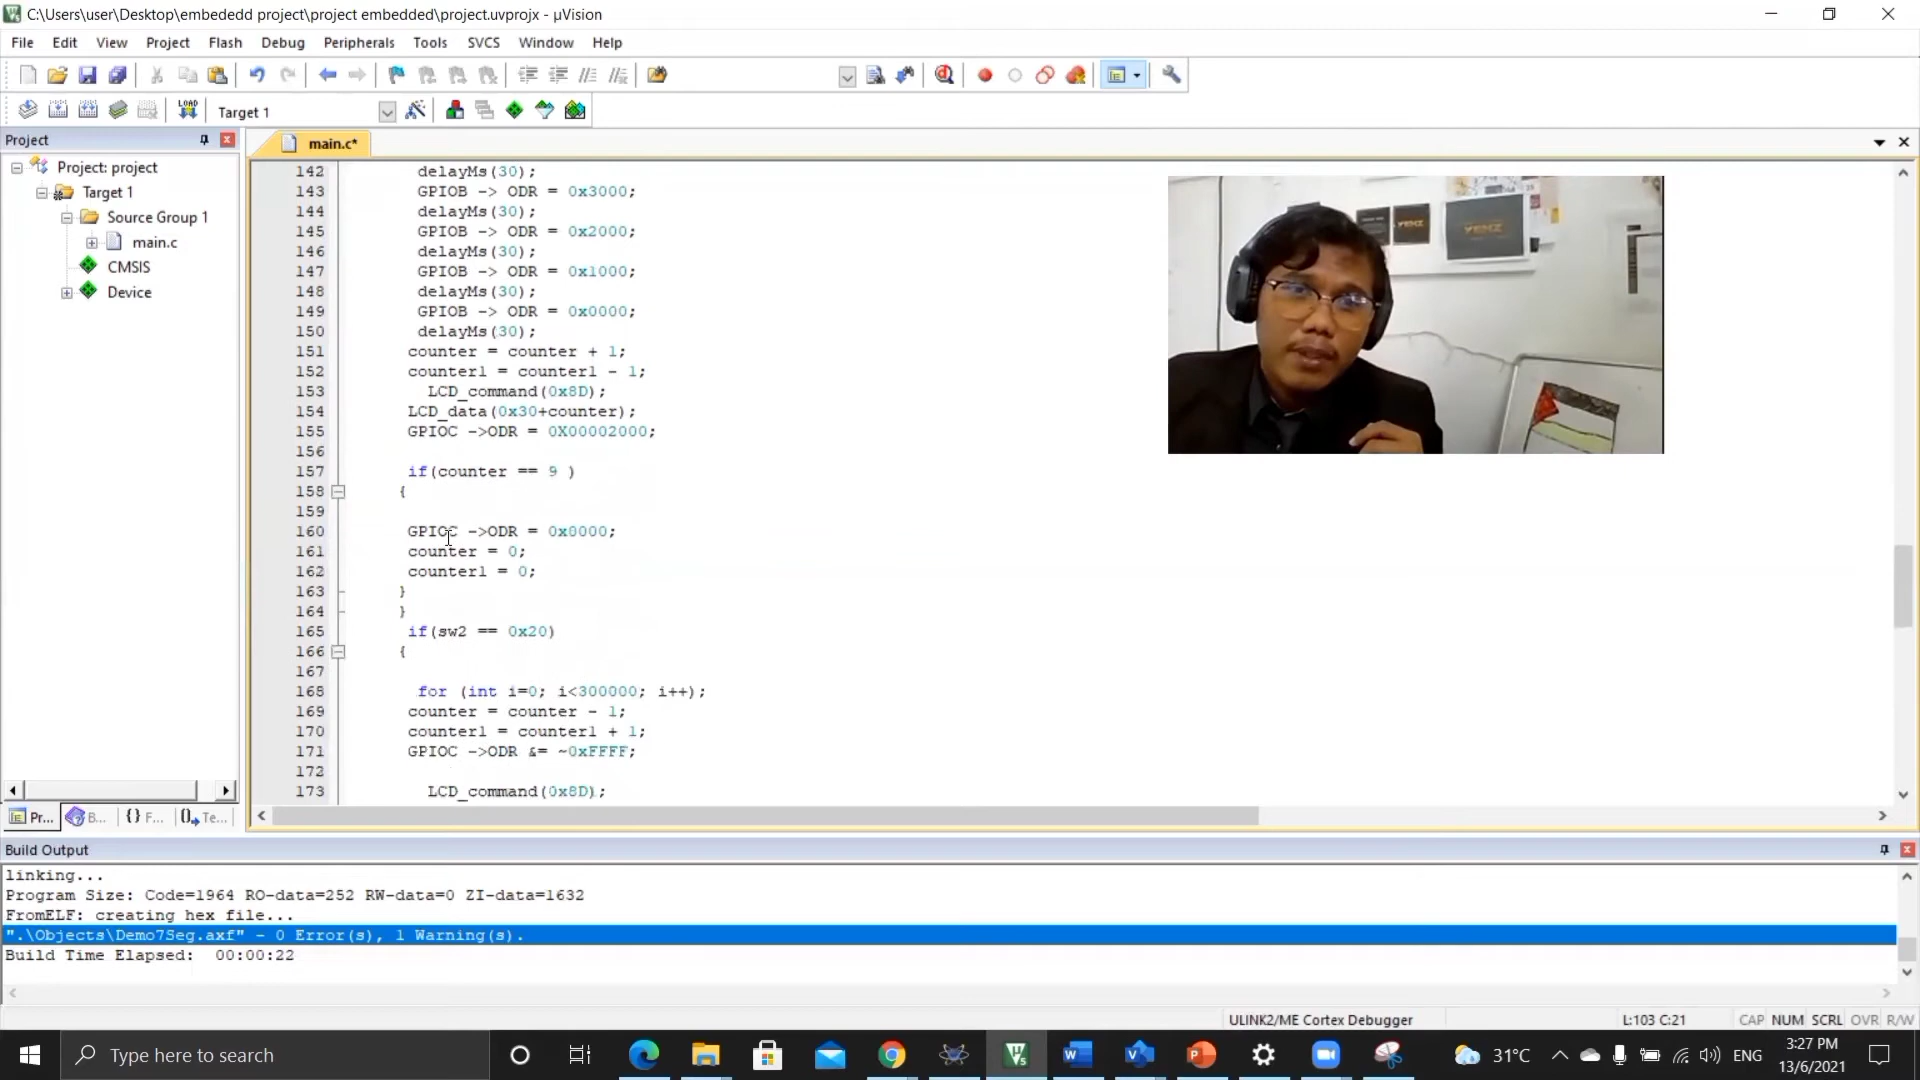 C:\Users\user\Desktop\embededd project\project embedded\project.uvprojx - µVision
File Edit View Project Flash Debug Peripherals Tools SVCS Window Help
LOAD Target 1
Project
main.c*
Project: project
Target 1
Source Group 1
main.c
CMSIS
Device
142 delayMs(30);
143 GPIOB -> ODR = 0x3000;
144 delayMs(30);
145 GPIOB -> ODR = 0x2000;
146 delayMs(30);
147 GPIOB -> ODR = 0x1000;
148 delayMs(30);
149 GPIOB -> ODR = 0x0000;
150 delayMs(30);
151 counter = counter + 1;
152 counter1 = counter1 - 1;
153 LCD_command(0x8D);
154 LCD_data(0x30+counter);
155 GPIOC ->ODR = 0X00002000;
156
157 if(counter == 9 )
158 {
159
160 GPIOC ->ODR = 0x0000;
161 counter = 0;
162 counter1 = 0;
163 }
164 }
165 if(sw2 == 0x20)
166 {
167
168 for (int i=0; i<300000; i++);
169 counter = counter - 1;
170 counter1 = counter1 + 1;
171 GPIOC ->ODR &= ~0xFFFF;
172
173 LCD_command(0x8D);
Pr... B... {} F... Te...
Build Output
linking...
Program Size: Code=1964 RO-data=252 RW-data=0 ZI-data=1632
FromELF: creating hex file...
".\Objects\Demo7Seg.axf" - 0 Error(s), 1 Warning(s).
Build Time Elapsed: 00:00:22
ULINK2/ME Cortex Debugger L:103 C:21 CAP NUM SCRL OVR R/W
Type here to search
31°C ENG
3:27 PM
13/6/2021